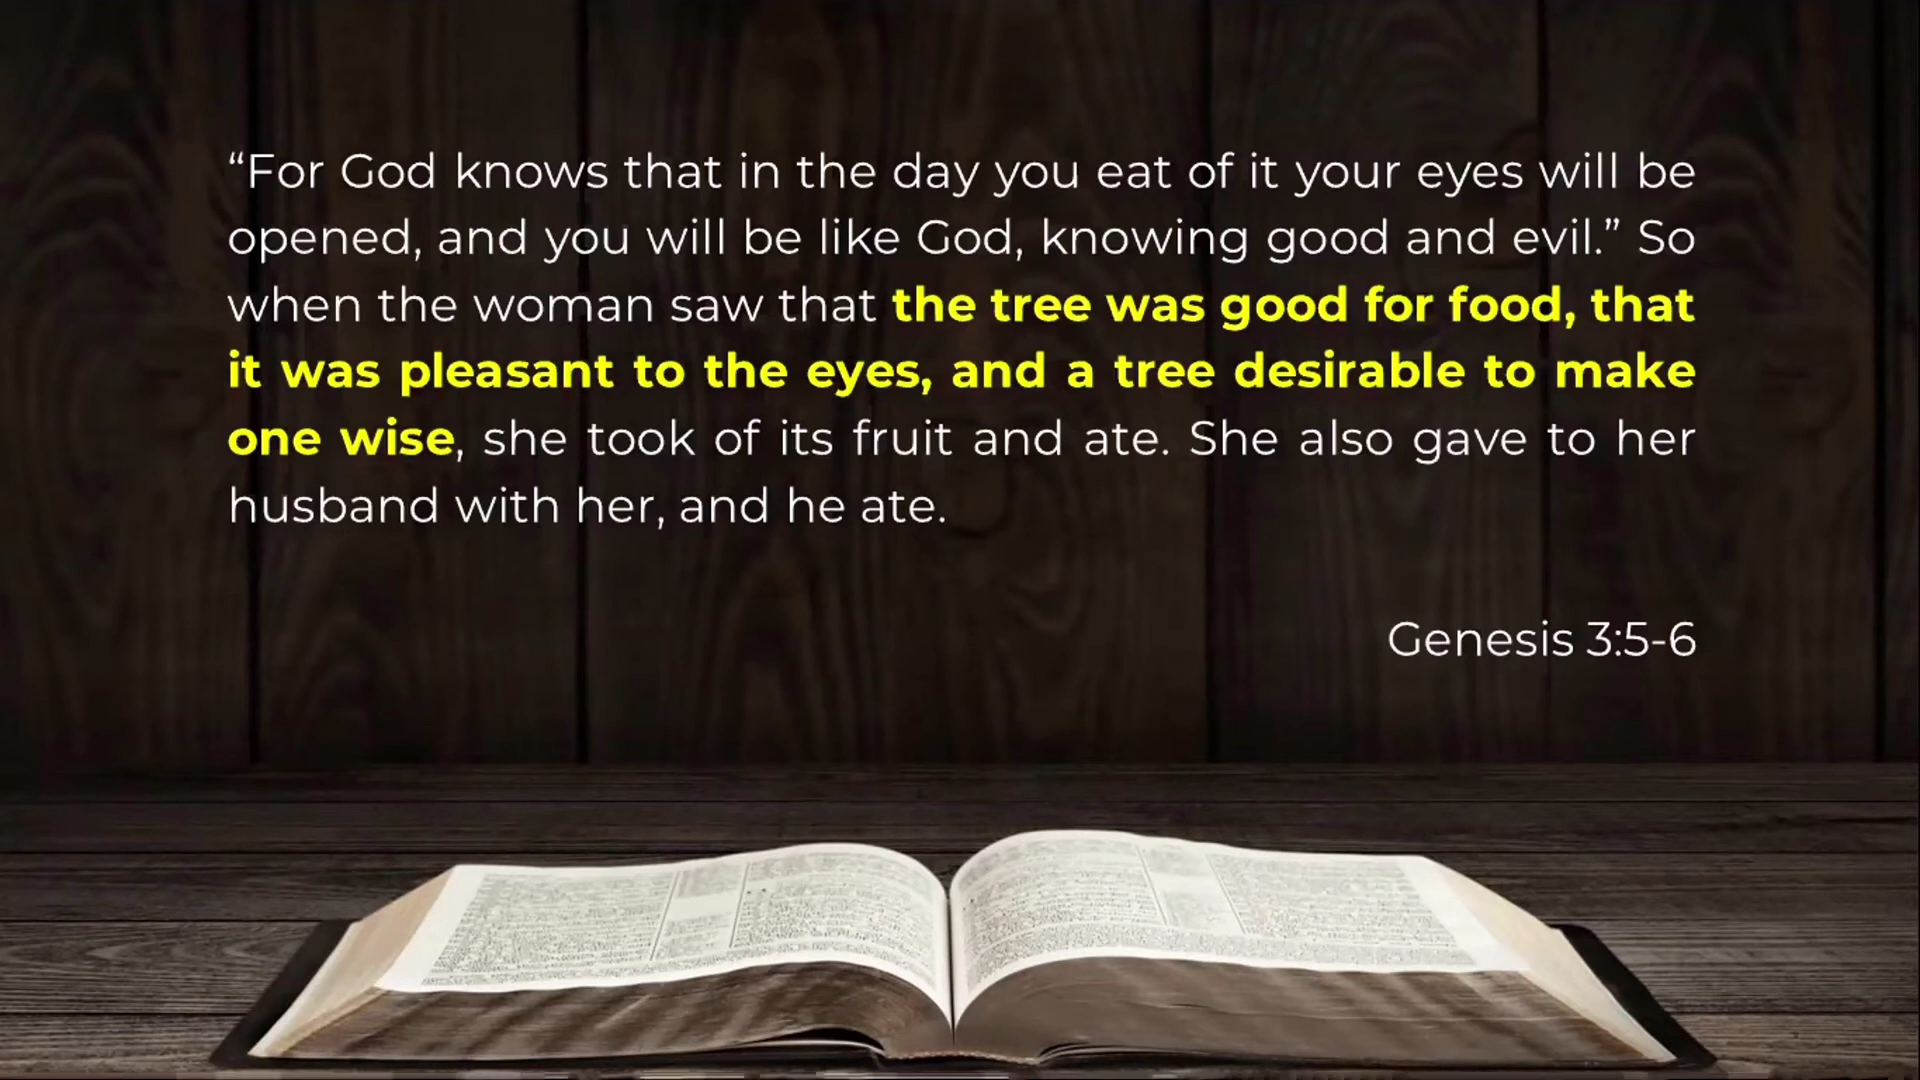 “For God knows that in the day you eat of it your eyes will be
opened, and you will be like God, knowing good and evil.” So
when the woman saw that the tree was good for food, that
it was pleasant to the eyes, and a tree desirable to make
one wise, she took of its fruit and ate. She also gave to her
husband with her, and he ate.
Genesis 3:5-6